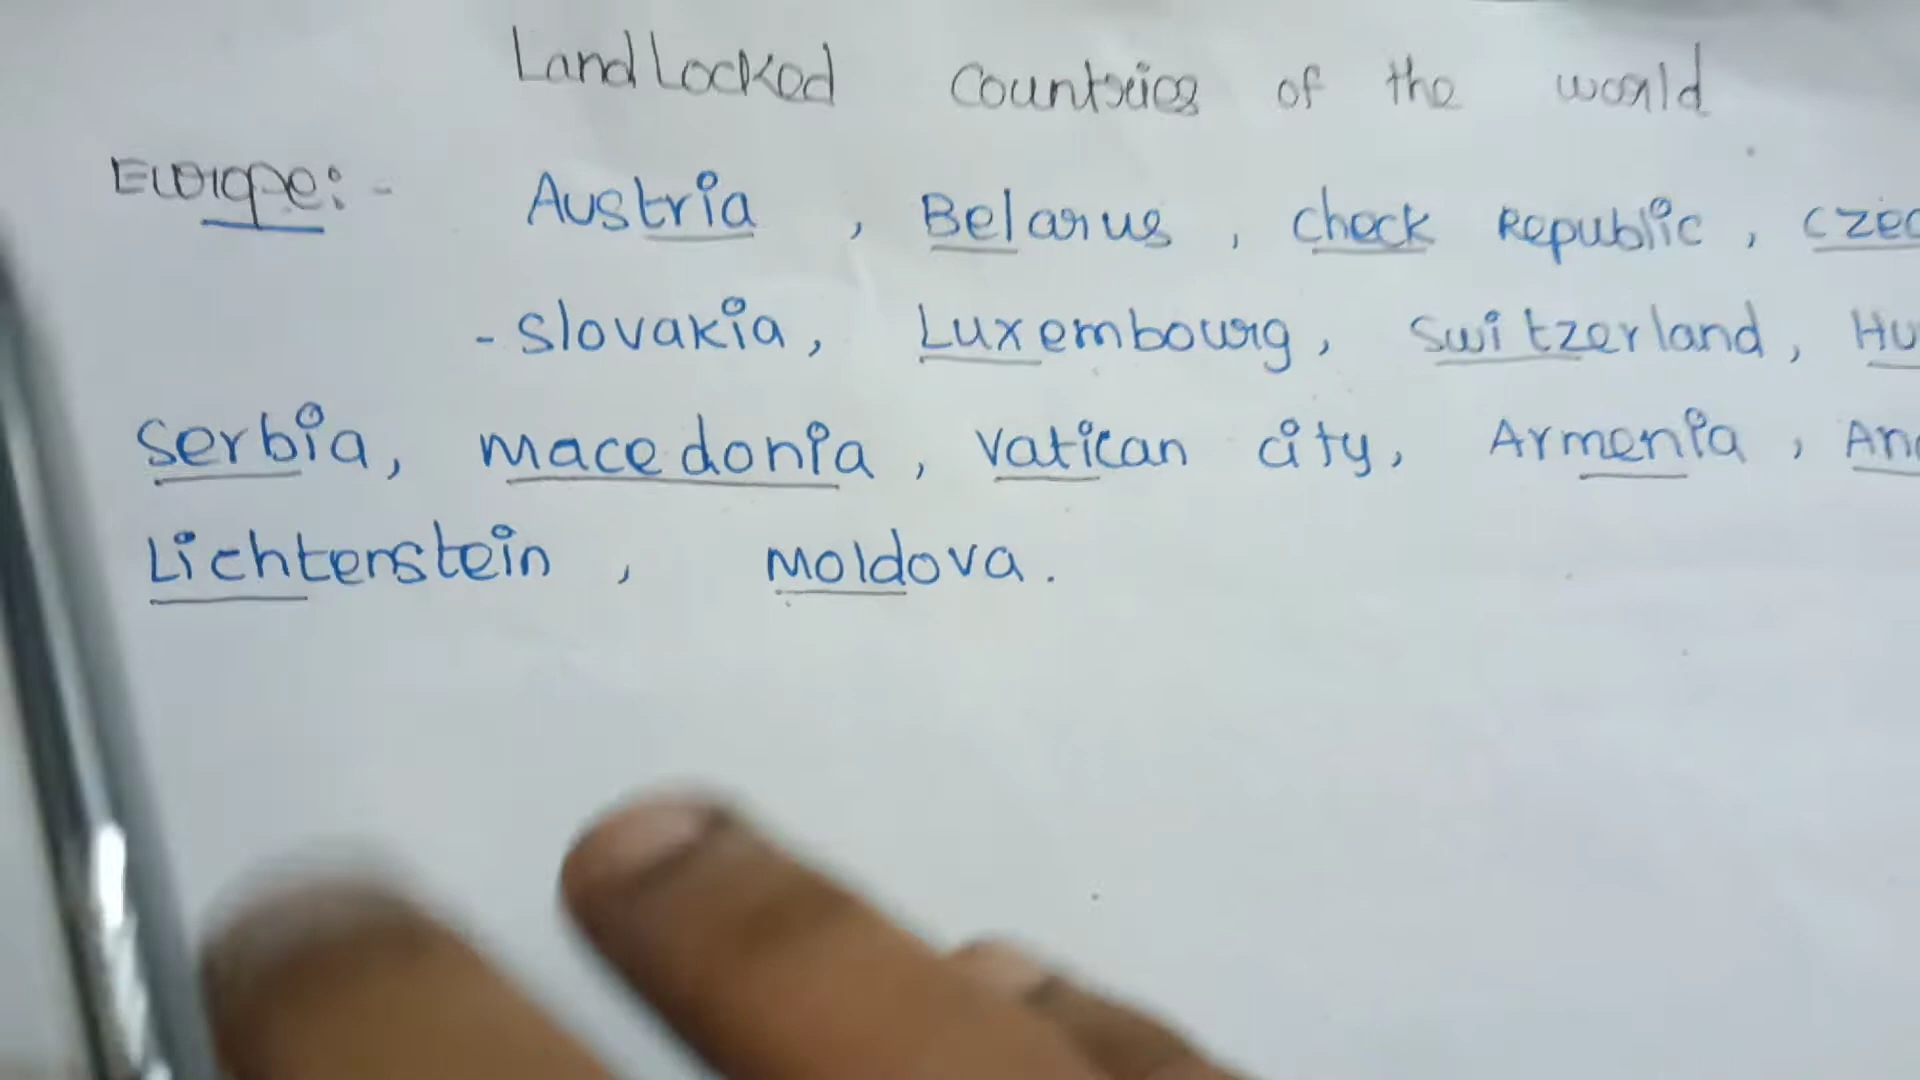 LandLocked Countries of the world
Europe:-
Austria , Belarus , Check Republic , Czec
- Slovakia , Luxembourg , Switzerland , Hu
Serbia , macedonia , Vatican city , Armenia , And
Lichtenstein , Moldova .